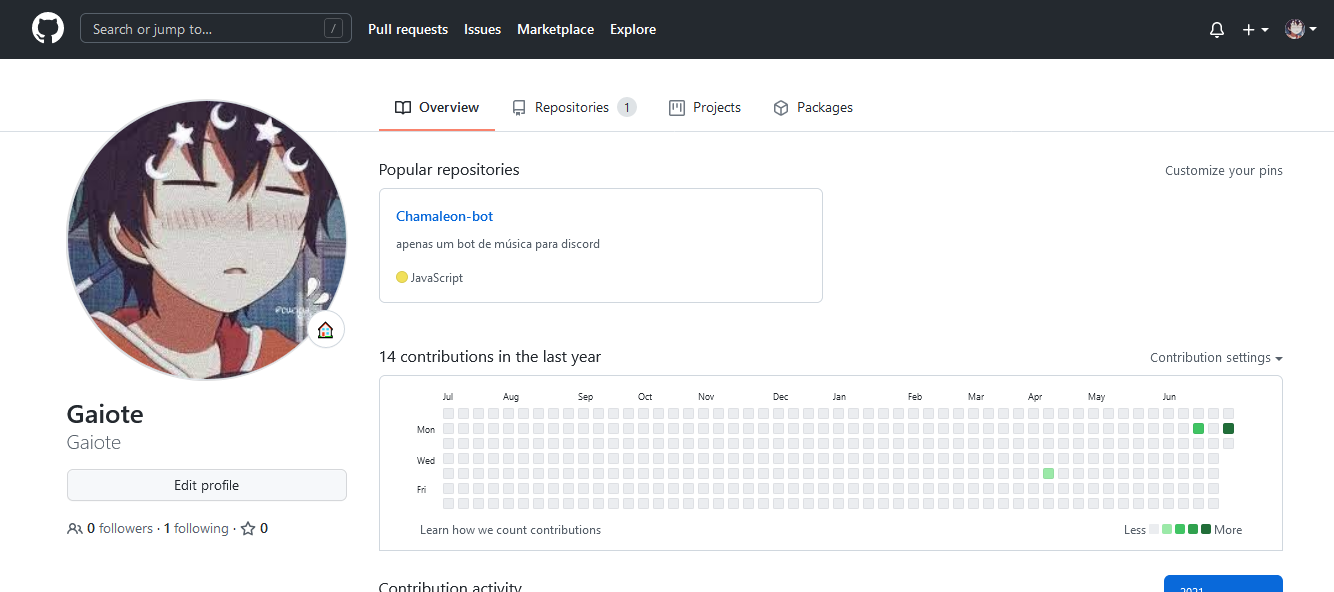 Search or jump to... /
Pull requests Issues Marketplace Explore
Overview Repositories 1 Projects Packages
Popular repositories Customize your pins
Chamaleon-bot
apenas um bot de música para discord
JavaScript
14 contributions in the last year Contribution settings
Jul Aug Sep Oct Nov Dec Jan Feb Mar Apr May Jun
Mon
Wed
Fri
Learn how we count contributions Less More
Gaiote
Gaiote
Edit profile
0 followers · 1 following · 0
Contribution activity 2021